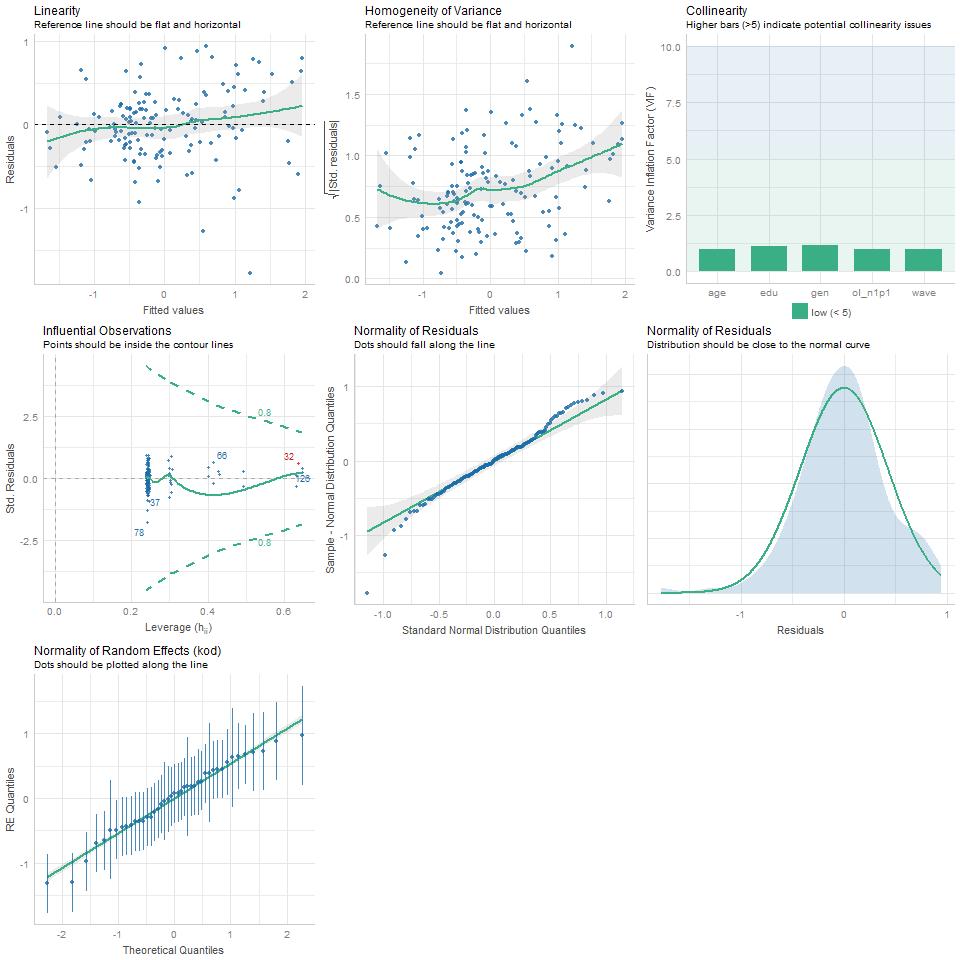 Linearity
Reference line should be flat and horizontal
1
0
-1
Residuals
-1
0
1
2
Fitted values
Homogeneity of Variance
Reference line should be flat and horizontal
1.5
1.0
0.5
0.0
√|Std. residuals|
-1
0
1
2
Fitted values
Collinearity
Higher bars (>5) indicate potential collinearity issues
10.0
7.5
5.0
2.5
0.0
Variance Inflation Factor (VIF)
age
edu
gen
ol_n1p1
wave
low (< 5)
Influential Observations
Points should be inside the contour lines
2.5
0.0
-2.5
Std. Residuals
0.8
66
32
126
37
78
0.8
0.0
0.2
0.4
0.6
Leverage (hii)
Normality of Residuals
Dots should fall along the line
1
0
-1
Sample - Normal Distribution Quantiles
-1.0
-0.5
0.0
0.5
1.0
Standard Normal Distribution Quantiles
Normality of Residuals
Distribution should be close to the normal curve
-1
0
1
Residuals
Normality of Random Effects (kod)
Dots should be plotted along the line
1
0
-1
RE Quantiles
-2
-1
0
1
2
Theoretical Quantiles